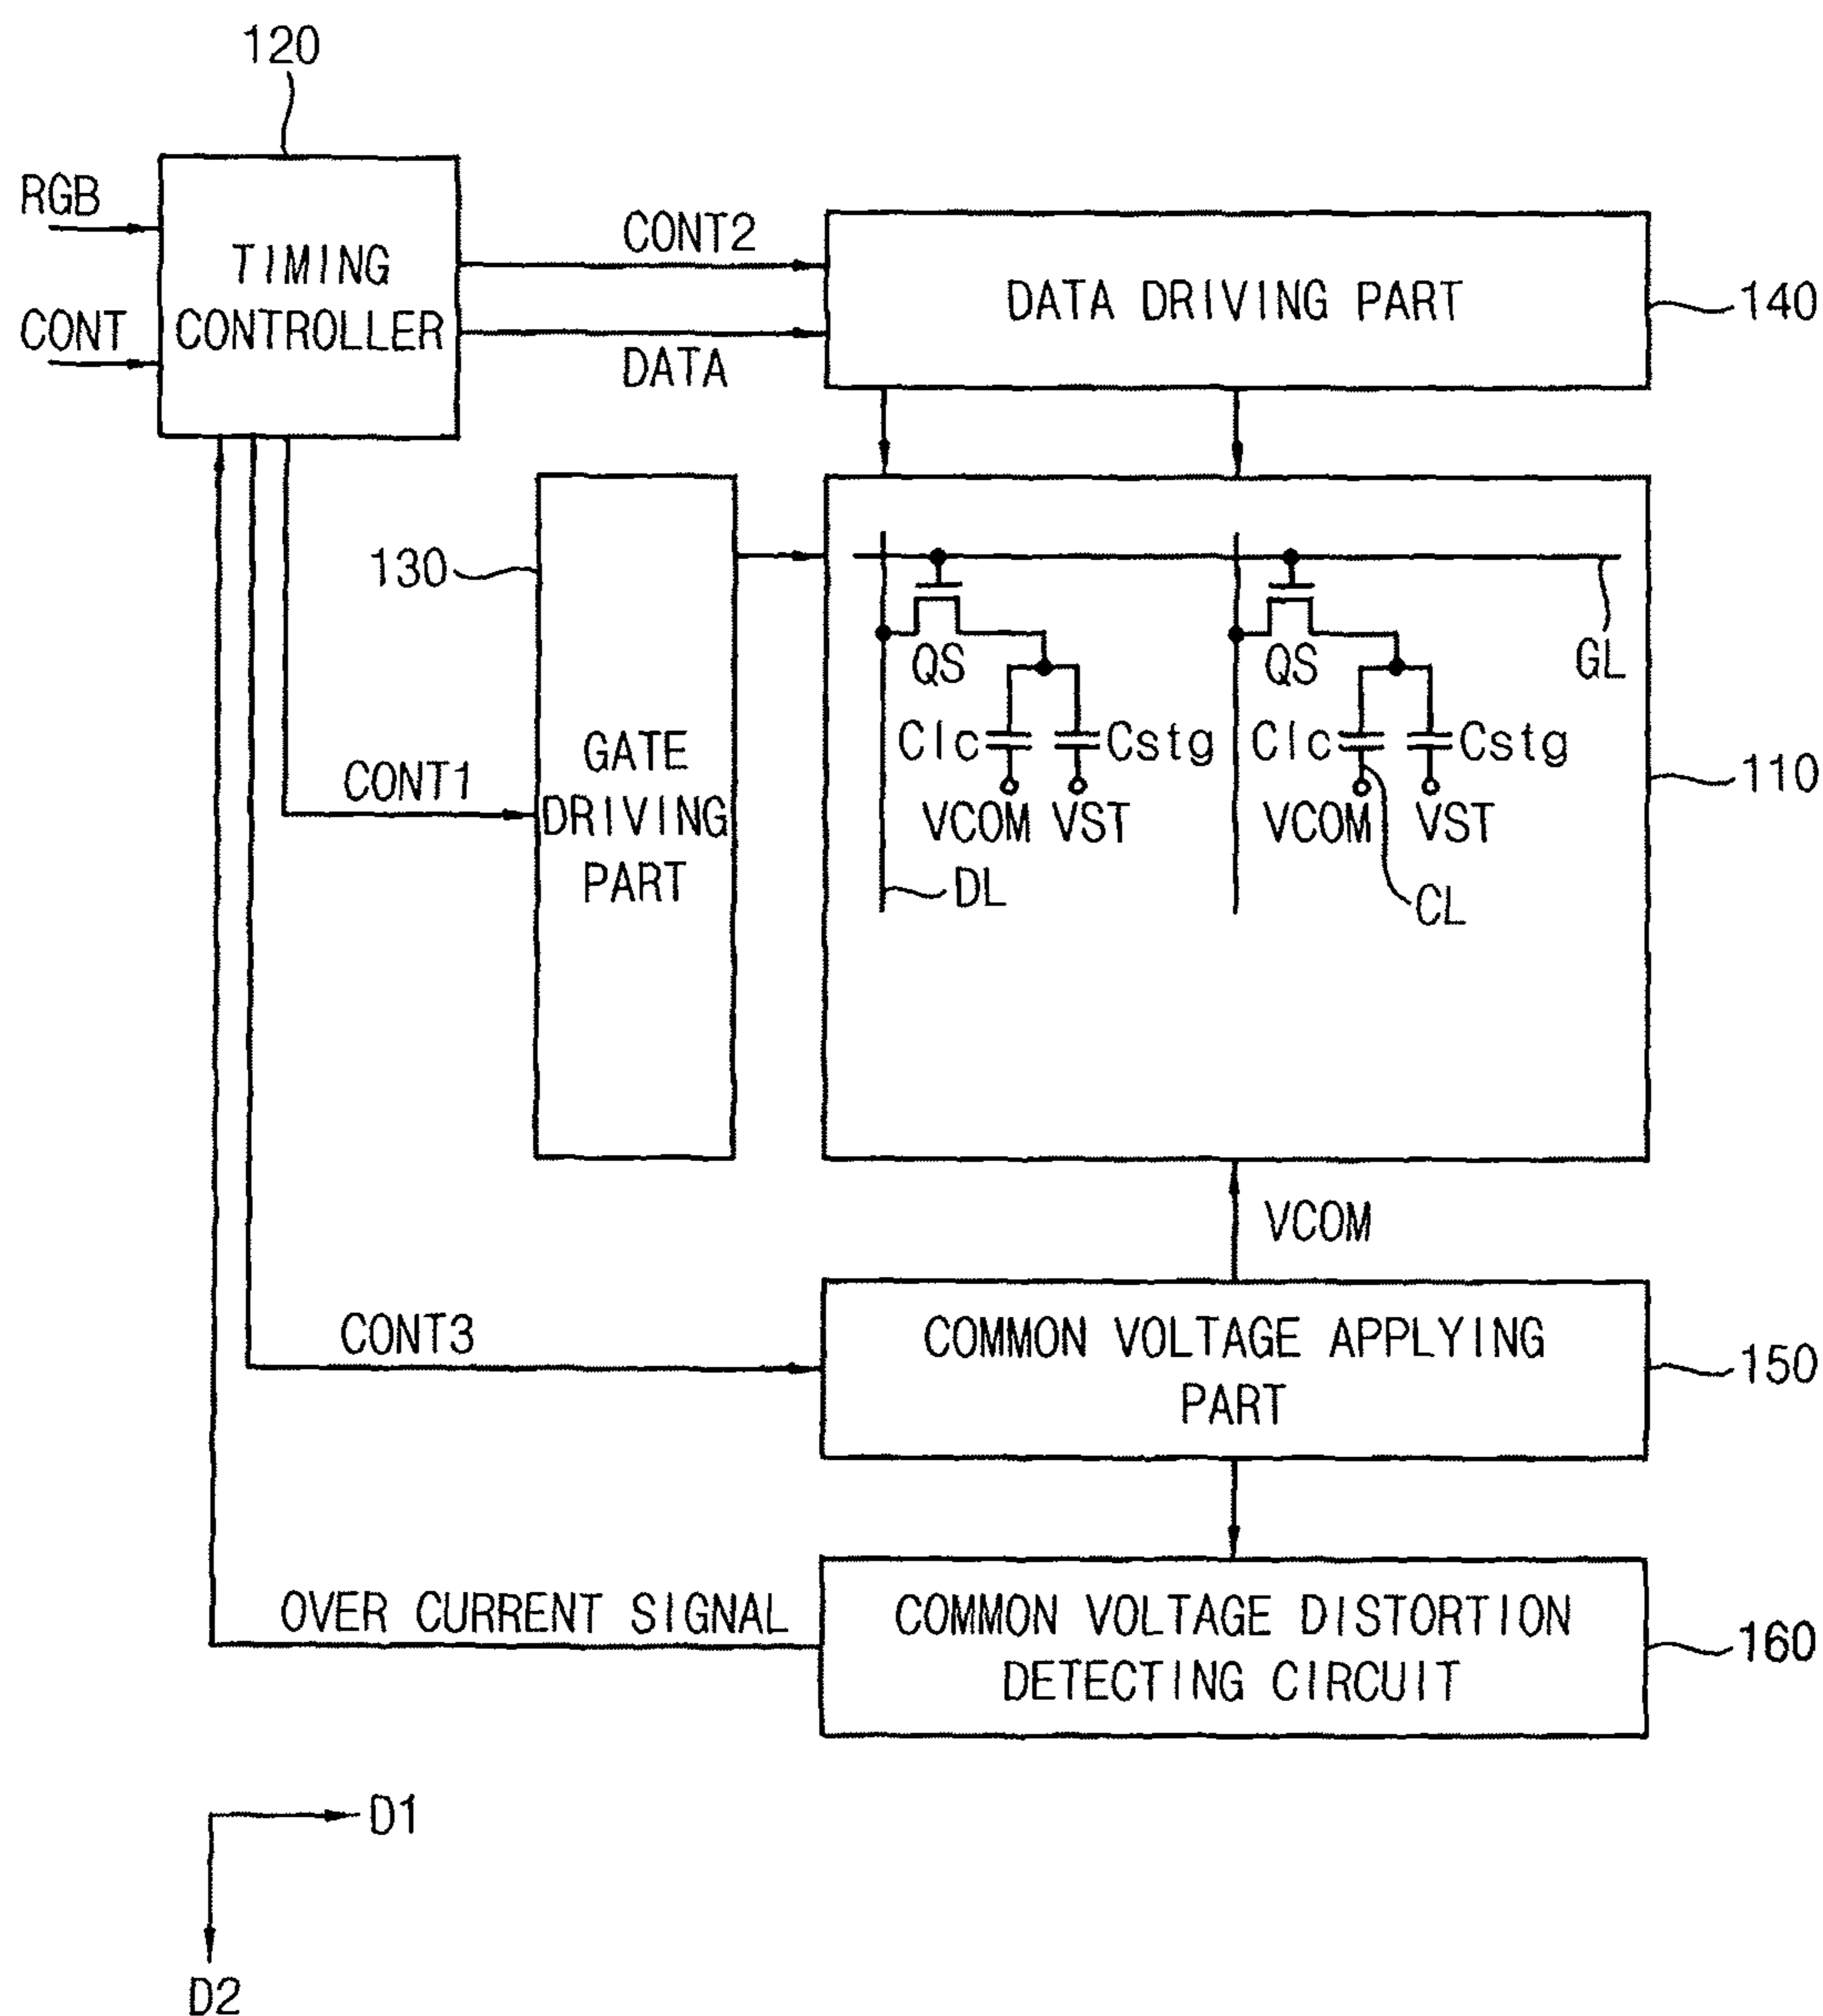 120
RGB
CONT
TIMING
CONTROLLER
CONT2
DATA
DATA DRIVING PART
140
130
GATE
DRIVING
PART
CONT1
QS
QS
GL
Clc
Cstg
Clc
Cstg
110
VCOM
VST
VCOM
VST
DL
CL
VCOM
CONT3
COMMON VOLTAGE APPLYING
PART
150
OVER CURRENT SIGNAL
COMMON VOLTAGE DISTORTION
DETECTING CIRCUIT
160
D1
D2